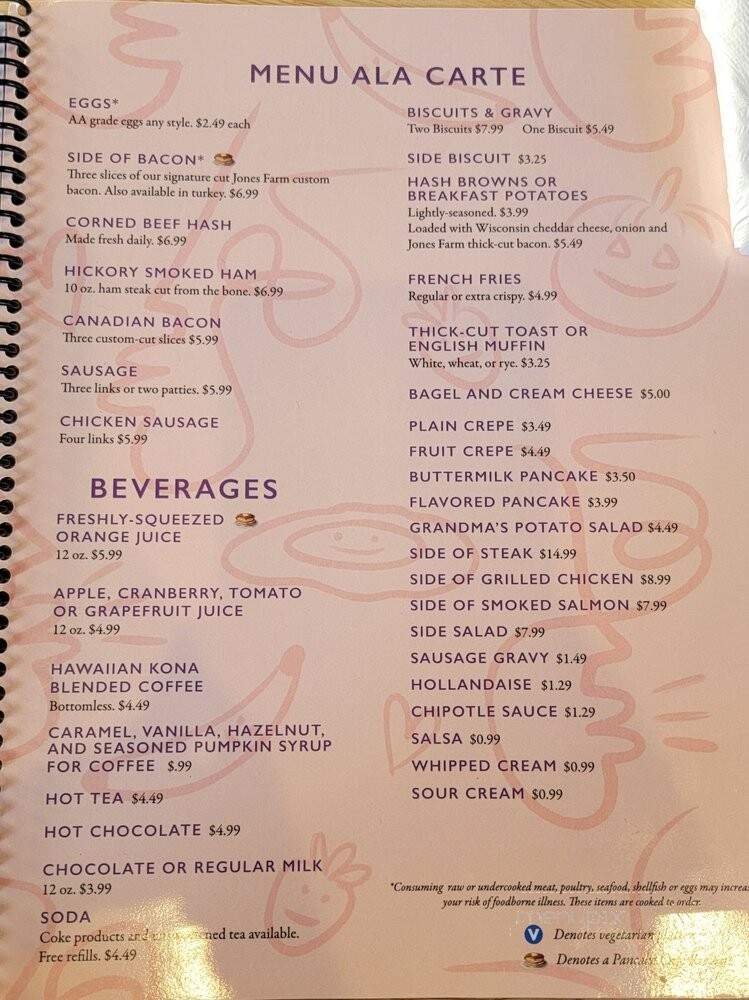 MENU ALA CARTE
EGGS*
AA grade eggs any style. $2.49 each
SIDE OF BACON*
Three slices of our signature cut Jones Farm custom
bacon. Also available in turkey. $6.99
CORNED BEEF HASH
Made fresh daily. $6.99
HICKORY SMOKED HAM
10 oz. ham steak cut from the bone. $6.99
CANADIAN BACON
Three custom-cut slices $5.99
SAUSAGE
Three links or two patties. $5.99
CHICKEN SAUSAGE
Four links $5.99
BEVERAGES
FRESHLY-SQUEEZED
ORANGE JUICE
12 oz. $5.99
APPLE, CRANBERRY, TOMATO
OR GRAPEFRUIT JUICE
12 oz. $4.99
HAWAIIAN KONA
BLENDED COFFEE
Bottomless. $4.49
CARAMEL, VANILLA, HAZELNUT,
AND SEASONED PUMPKIN SYRUP
FOR COFFEE $.99
HOT TEA $4.49
HOT CHOCOLATE $4.99
CHOCOLATE OR REGULAR MILK
12 oz. $3.99
SODA
Coke products and tea available.
Free refills. $4.49
BISCUITS & GRAVY
Two Biscuits $7.99 One Biscuit $5.49
SIDE BISCUIT $3.25
HASH BROWNS OR
BREAKFAST POTATOES
Lightly-seasoned. $3.99
Loaded with Wisconsin cheddar cheese, onion and
Jones Farm thick-cut bacon. $5.49
FRENCH FRIES
Regular or extra crispy. $4.99
THICK-CUT TOAST OR
ENGLISH MUFFIN
White, wheat, or rye. $3.25
BAGEL AND CREAM CHEESE $5.00
PLAIN CREPE $3.49
FRUIT CREPE $4.49
BUTTERMILK PANCAKE $3.50
FLAVORED PANCAKE $3.99
GRANDMA'S POTATO SALAD $4.49
SIDE OF STEAK $14.99
SIDE OF GRILLED CHICKEN $8.99
SIDE OF SMOKED SALMON $7.99
SIDE SALAD $7.99
SAUSAGE GRAVY $1.49
HOLLANDAISE $1.29
CHIPOTLE SAUCE $1.29
SALSA $0.99
WHIPPED CREAM $0.99
SOUR CREAM $0.99
*Consuming raw or undercooked meat, poultry, seafood, shellfish or eggs may increas
your risk of foodborne illness. These items are cooked to order.
V Denotes vegetarian
Denotes a